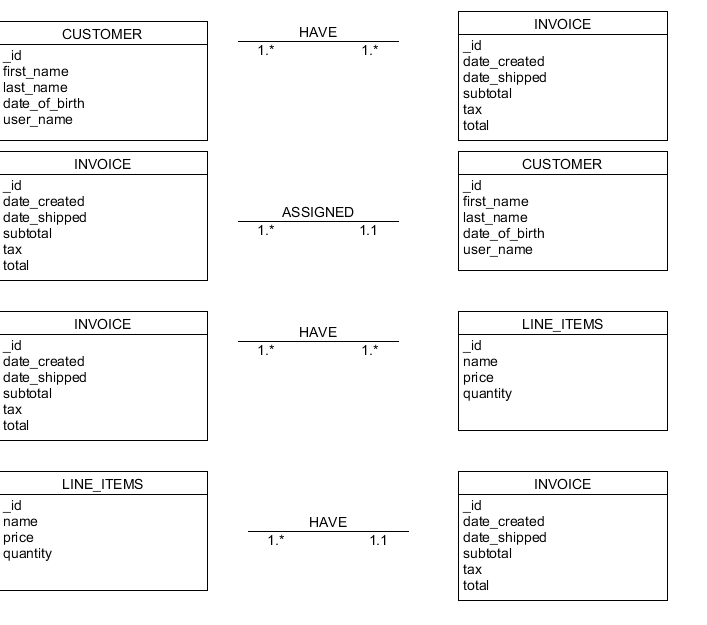 CUSTOMER
_id
first_name
last_name
date_of_birth
user_name
HAVE
1.* 1.*
INVOICE
_id
date_created
date_shipped
subtotal
tax
total
INVOICE
_id
date_created
date_shipped
subtotal
tax
total
ASSIGNED
1.* 1.1
CUSTOMER
_id
first_name
last_name
date_of_birth
user_name
INVOICE
_id
date_created
date_shipped
subtotal
tax
total
HAVE
1.* 1.*
LINE_ITEMS
_id
name
price
quantity
LINE_ITEMS
_id
name
price
quantity
HAVE
1.* 1.1
INVOICE
_id
date_created
date_shipped
subtotal
tax
total